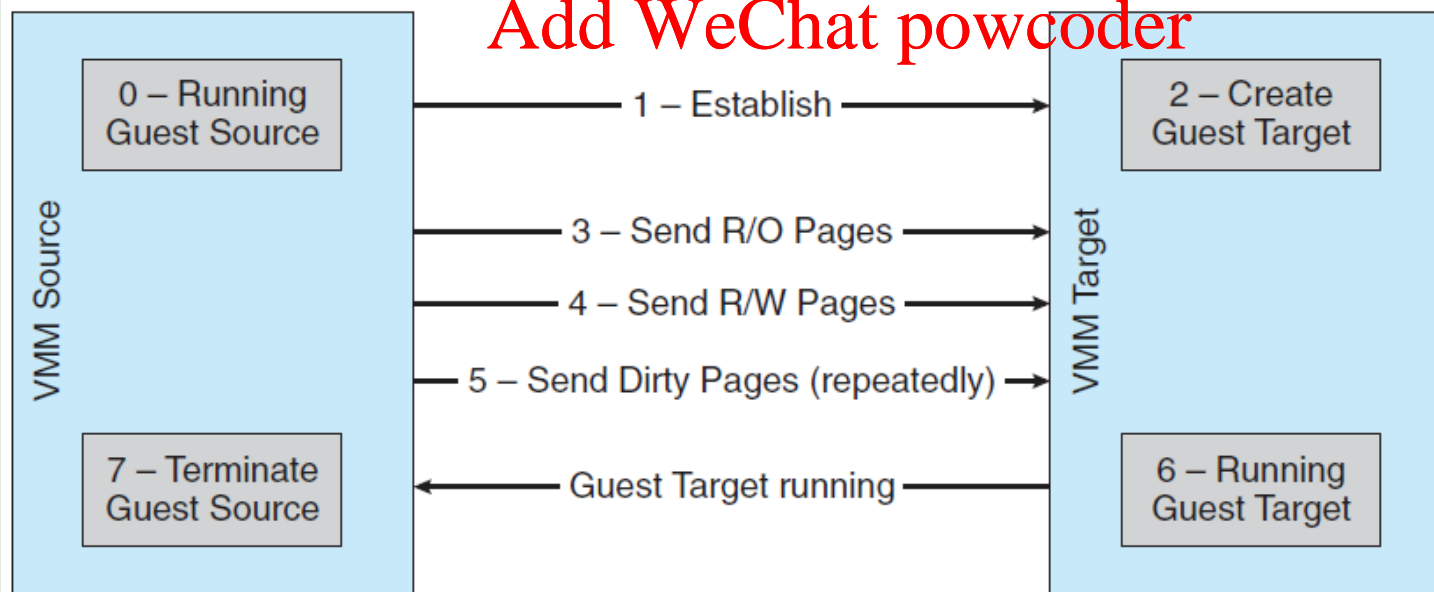 Add WeChat powcoder
0 – Running
Guest Source
1 – Establish
2 – Create
Guest Target
VMM Source
3 – Send R/O Pages
4 – Send R/W Pages
5 – Send Dirty Pages (repeatedly)
VMM Target
7 – Terminate
Guest Source
Guest Target running
6 – Running
Guest Target